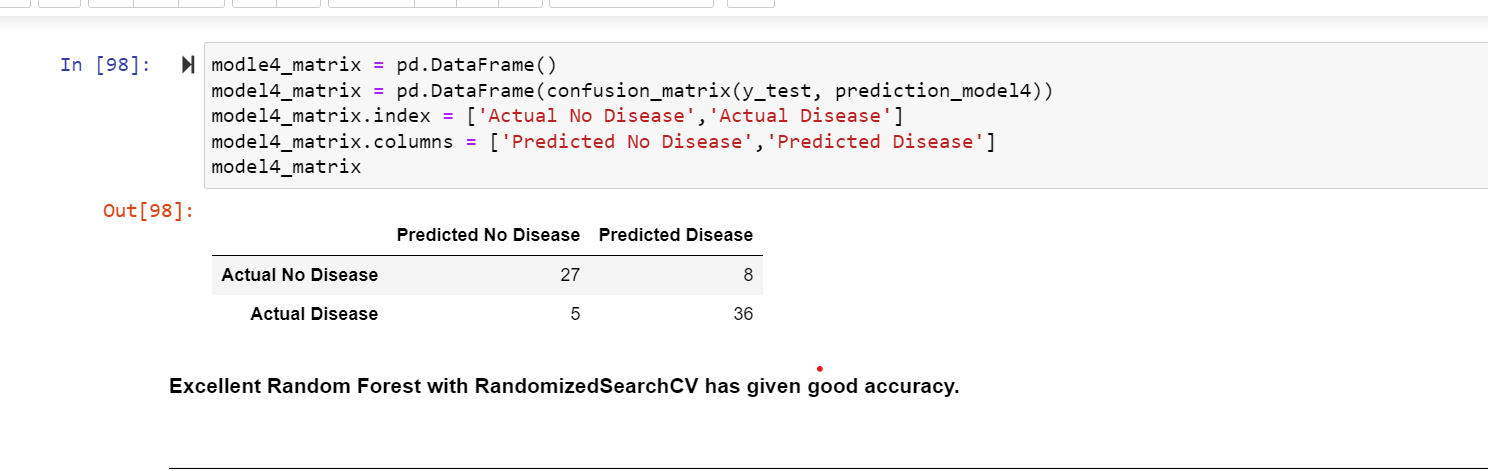 In [98]:
modle4_matrix = pd.DataFrame()
model4_matrix = pd.DataFrame(confusion_matrix(y_test, prediction_model4))
model4_matrix.index = ['Actual No Disease','Actual Disease']
model4_matrix.columns = ['Predicted No Disease','Predicted Disease']
model4_matrix
Out[98]:
Predicted No Disease Predicted Disease
Actual No Disease 27 8
Actual Disease 5 36
Excellent Random Forest with RandomizedSearchCV has given good accuracy.